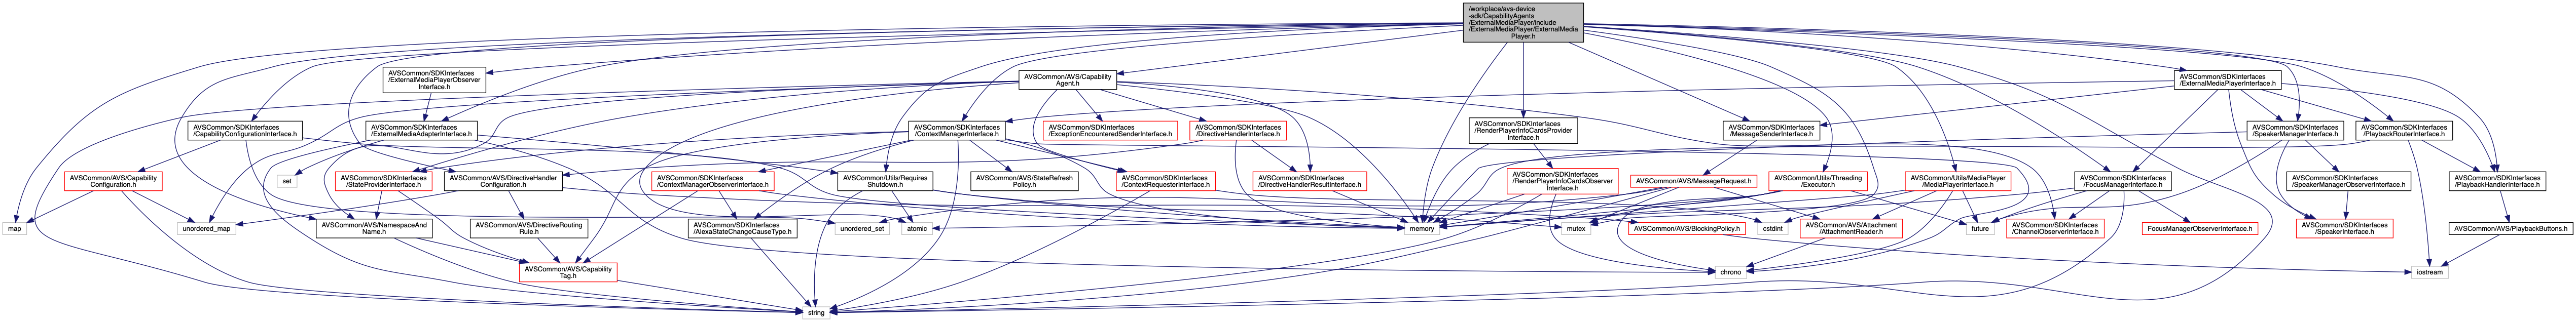 /workplace/avs-device
-sdk/CapabilityAgents
/ExternalMediaPlayer/include
/ExternalMediaPlayer/ExternalMedia
Player.h
AVSCommon/SDKInterfaces
/ExternalMediaPlayerObserver
Interface.h
AVSCommon/AVS/Capability
Agent.h
AVSCommon/SDKInterfaces
/ExternalMediaPlayerInterface.h
AVSCommon/SDKInterfaces
/CapabilityConfigurationInterface.h
AVSCommon/SDKInterfaces
/ExternalMediaAdapterInterface.h
AVSCommon/SDKInterfaces
/ContextManagerInterface.h
AVSCommon/SDKInterfaces
/ExceptionEncounteredSenderInterface.h
AVSCommon/SDKInterfaces
/DirectiveHandlerInterface.h
AVSCommon/SDKInterfaces
/RenderPlayerInfoCardsProvider
Interface.h
AVSCommon/SDKInterfaces
/MessageSenderInterface.h
AVSCommon/SDKInterfaces
/SpeakerManagerInterface.h
AVSCommon/SDKInterfaces
/PlaybackRouterInterface.h
AVSCommon/AVS/Capability
Configuration.h
set
AVSCommon/SDKInterfaces
/StateProviderInterface.h
AVSCommon/AVS/DirectiveHandler
Configuration.h
AVSCommon/SDKInterfaces
/ContextManagerObserverInterface.h
AVSCommon/Utils/Requires
Shutdown.h
AVSCommon/AVS/StateRefresh
Policy.h
AVSCommon/SDKInterfaces
/ContextRequesterInterface.h
AVSCommon/SDKInterfaces
/DirectiveHandlerResultInterface.h
AVSCommon/SDKInterfaces
/RenderPlayerInfoCardsObserver
Interface.h
AVSCommon/AVS/MessageRequest.h
AVSCommon/Utils/Threading
/Executor.h
AVSCommon/Utils/MediaPlayer
/MediaPlayerInterface.h
AVSCommon/SDKInterfaces
/FocusManagerInterface.h
AVSCommon/SDKInterfaces
/SpeakerManagerObserverInterface.h
AVSCommon/SDKInterfaces
/PlaybackHandlerInterface.h
map
unordered_map
AVSCommon/AVS/NamespaceAnd
Name.h
AVSCommon/AVS/DirectiveRouting
Rule.h
AVSCommon/SDKInterfaces
/AlexaStateChangeCauseType.h
unordered_set
atomic
memory
mutex
AVSCommon/AVS/BlockingPolicy.h
cstdint
AVSCommon/AVS/Attachment
/AttachmentReader.h
future
AVSCommon/SDKInterfaces
/ChannelObserverInterface.h
FocusManagerObserverInterface.h
AVSCommon/SDKInterfaces
/SpeakerInterface.h
AVSCommon/AVS/PlaybackButtons.h
AVSCommon/AVS/Capability
Tag.h
chrono
iostream
string